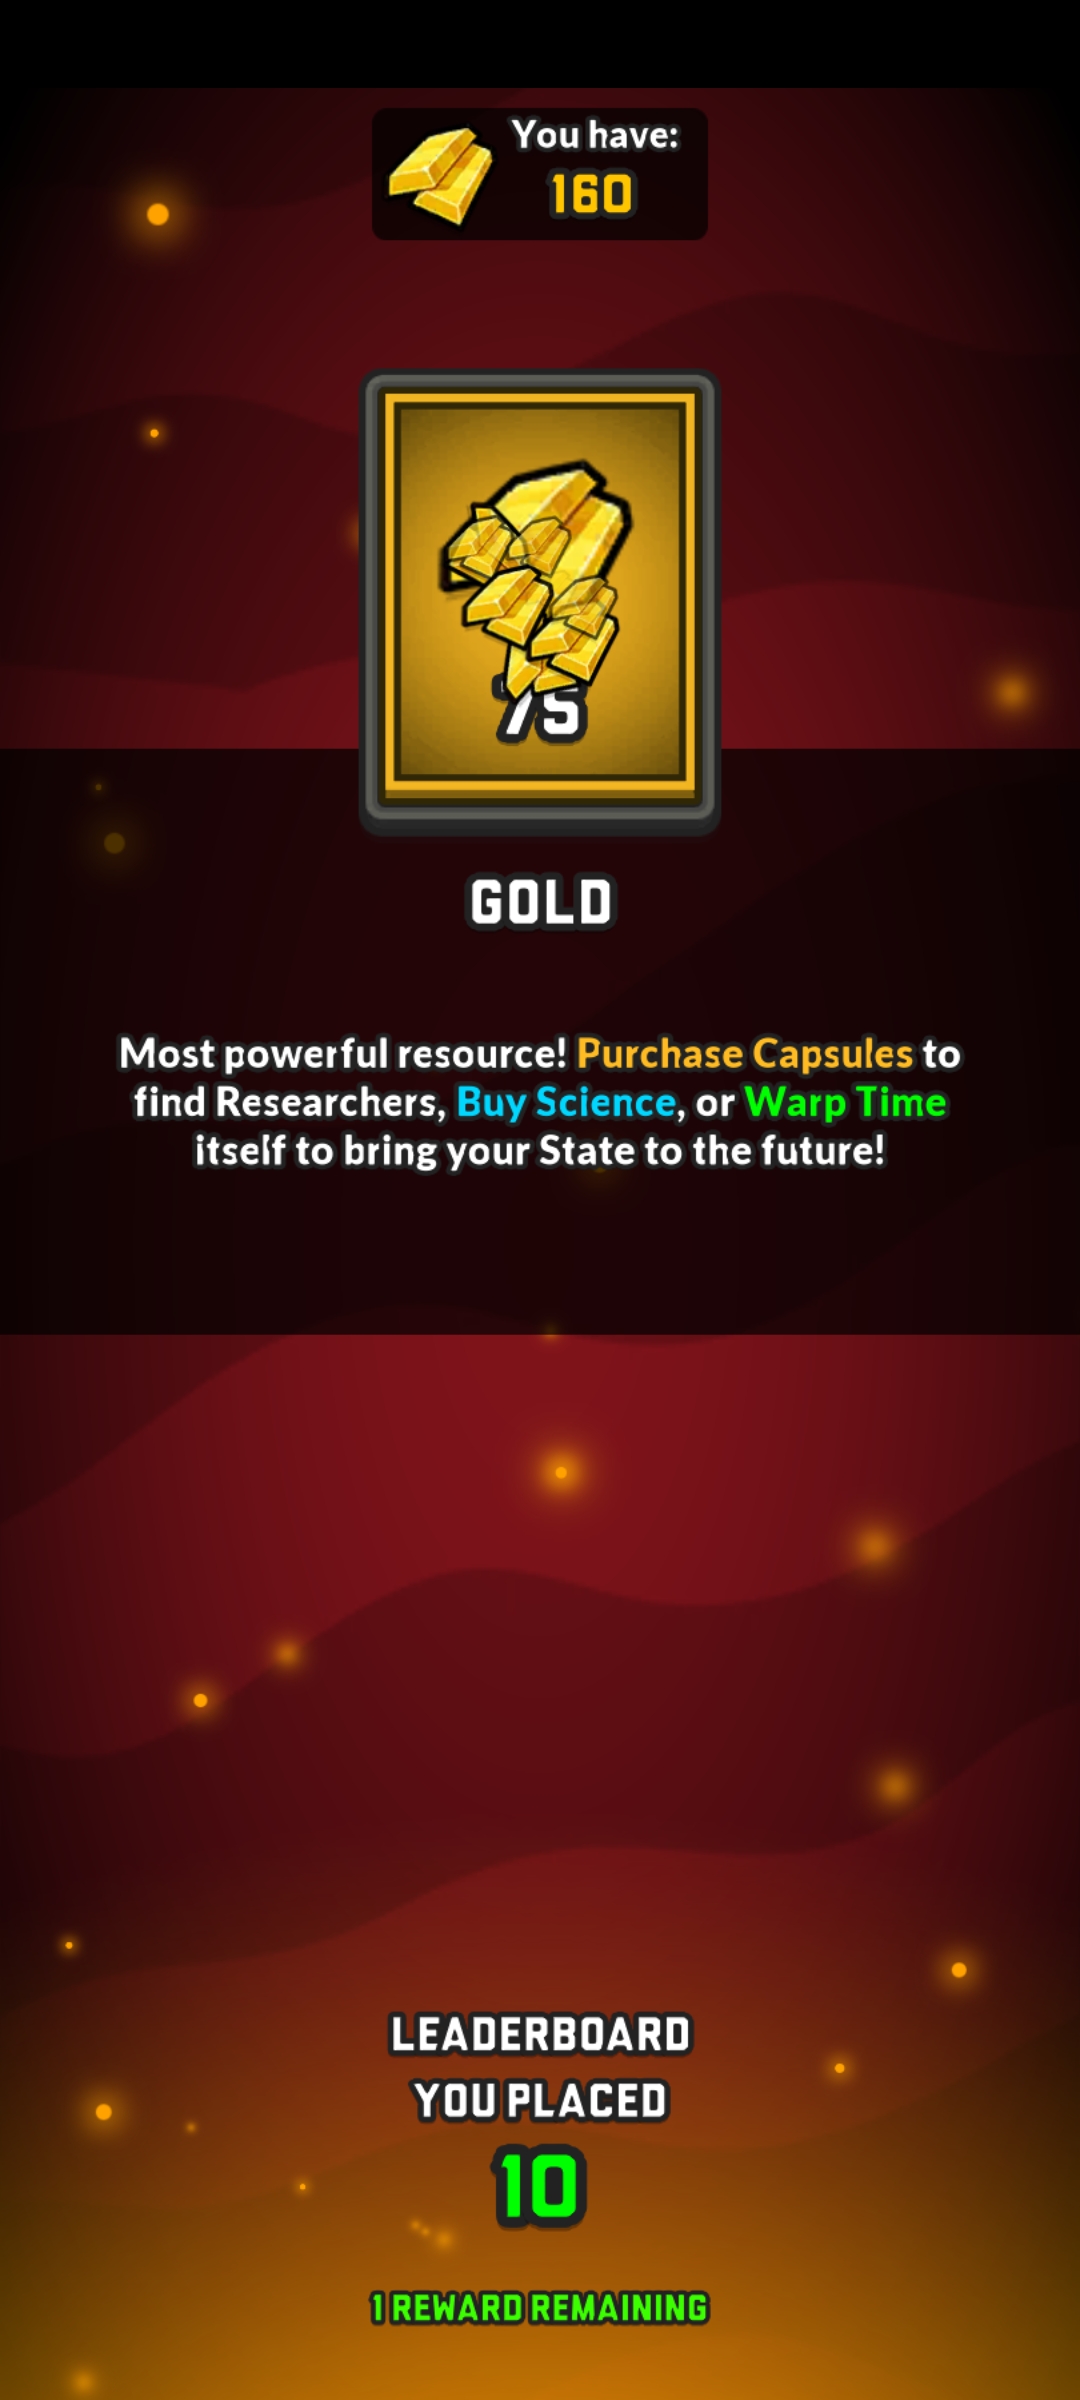 You have:
160
75
GOLD
Most powerful resource! Purchase Capsules to
find Researchers, Buy Science, or Warp Time
itself to bring your State to the future!
LEADERBOARD
YOU PLACED
10
1 REWARD REMAINING